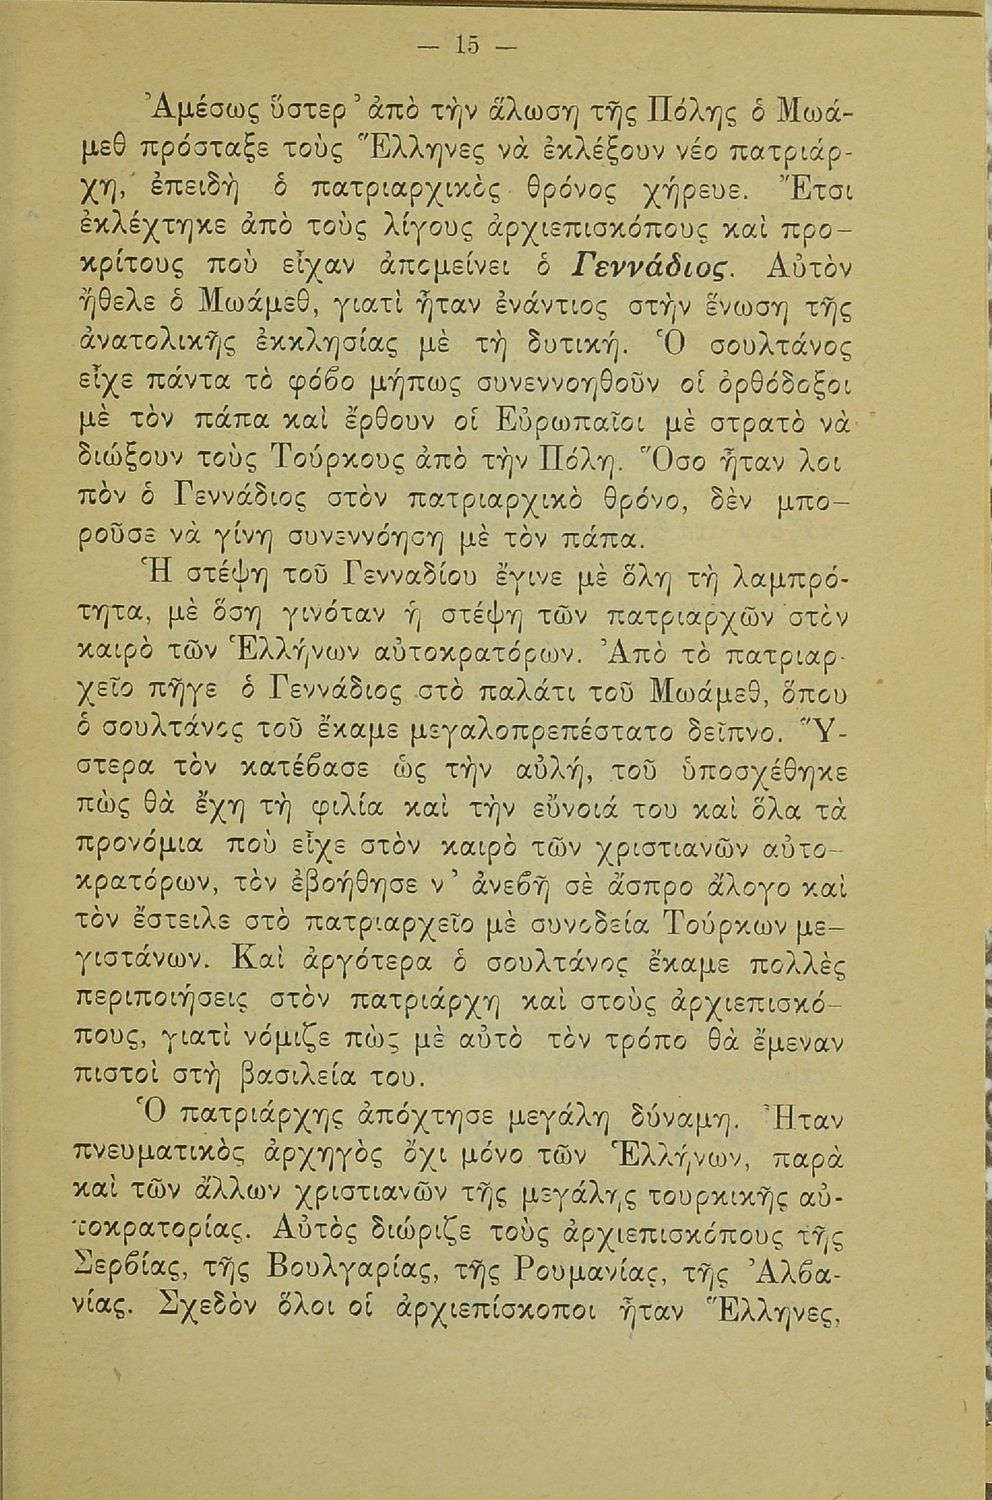 — 15 —
Ἀμέσως ὕστερ᾿ ἀπὸ τὴν ἅλωση τῆς Πόλης ὁ Μωά-
μεθ πρόσταξε τοὺς Ἕλληνες νὰ ἐκλέξουν νέο πατριάρ-
χη, ἐπειδὴ ὁ πατριαρχικὸς θρόνος χήρευε. Ἔτσι
ἐκλέχτηκε ἀπὸ τοὺς λίγους ἀρχιεπισκόπους καὶ προ-
κρίτους ποὺ εἶχαν ἀπομείνει ὁ Γεννάδιος. Αὐτὸν
ἤθελε ὁ Μωάμεθ, γιατὶ ἦταν ἐνάντιος στὴν ἕνωση τῆς
ἀνατολικῆς ἐκκλησίας μὲ τὴ δυτική. Ὁ σουλτάνος
εἶχε πάντα τὸ φόβο μήπως συνεννοηθοῦν οἱ ὀρθόδοξοι
μὲ τὸν πάπα καὶ ἔρθουν οἱ Εὐρωπαῖοι μὲ στρατὸ νὰ
διώξουν τοὺς Τούρκους ἀπὸ τὴν Πόλη. Ὅσο ἦταν λοι
πὸν ὁ Γεννάδιος στὸν πατριαρχικὸ θρόνο, δὲν μπο-
ροῦσε νὰ γίνῃ συνεννόηση μὲ τὸν πάπα.
Ἡ στέψη τοῦ Γενναδίου ἔγινε μὲ ὅλη τὴ λαμπρό-
τητα, μὲ ὅση γινόταν ἡ στέψη τῶν πατριαρχῶν στὸν
καιρὸ τῶν Ἑλλήνων αὐτοκρατόρων. Ἀπὸ τὸ πατριαρ-
χεῖο πῆγε ὁ Γεννάδιος στὸ παλάτι τοῦ Μωάμεθ, ὅπου
ὁ σουλτάνος τοῦ ἔκαμε μεγαλοπρεπέστατο δεῖπνο. Ὕ-
στερα τὸν κατέβασε ὡς τὴν αὐλή, τοῦ ὑποσχέθηκε
πὼς θὰ ἔχῃ τὴ φιλία καὶ τὴν εὔνοιά του καὶ ὅλα τὰ
προνόμια ποὺ εἶχε στὸν καιρὸ τῶν χριστιανῶν αὐτο-
κρατόρων, τὸν ἐβοήθησε ν᾿ ἀνεβῇ σὲ ἄσπρο ἄλογο καὶ
τὸν ἔστειλε στὸ πατριαρχεῖο μὲ συνοδεία Τούρκων με-
γιστάνων. Καὶ ἀργότερα ὁ σουλτάνος ἔκαμε πολλὲς
περιποιήσεις στὸν πατριάρχη καὶ στοὺς ἀρχιεπισκό-
πους, γιατὶ νόμιζε πὼς μὲ αὐτὸ τὸν τρόπο θὰ ἔμεναν
πιστοὶ στὴ βασιλεία του.
Ὁ πατριάρχης ἀπόχτησε μεγάλη δύναμη. Ἦταν
πνευματικὸς ἀρχηγὸς ὄχι μόνο τῶν Ἑλλήνων, παρὰ
καὶ τῶν ἄλλων χριστιανῶν τῆς μεγάλης τουρκικῆς αὐ-
τοκρατορίας. Αὐτὸς διώριζε τοὺς ἀρχιεπισκόπους τῆς
Σερβίας, τῆς Βουλγαρίας, τῆς Ρουμανίας, τῆς Ἀλβα-
νίας. Σχεδὸν ὅλοι οἱ ἀρχιεπίσκοποι ἦταν Ἕλληνες,